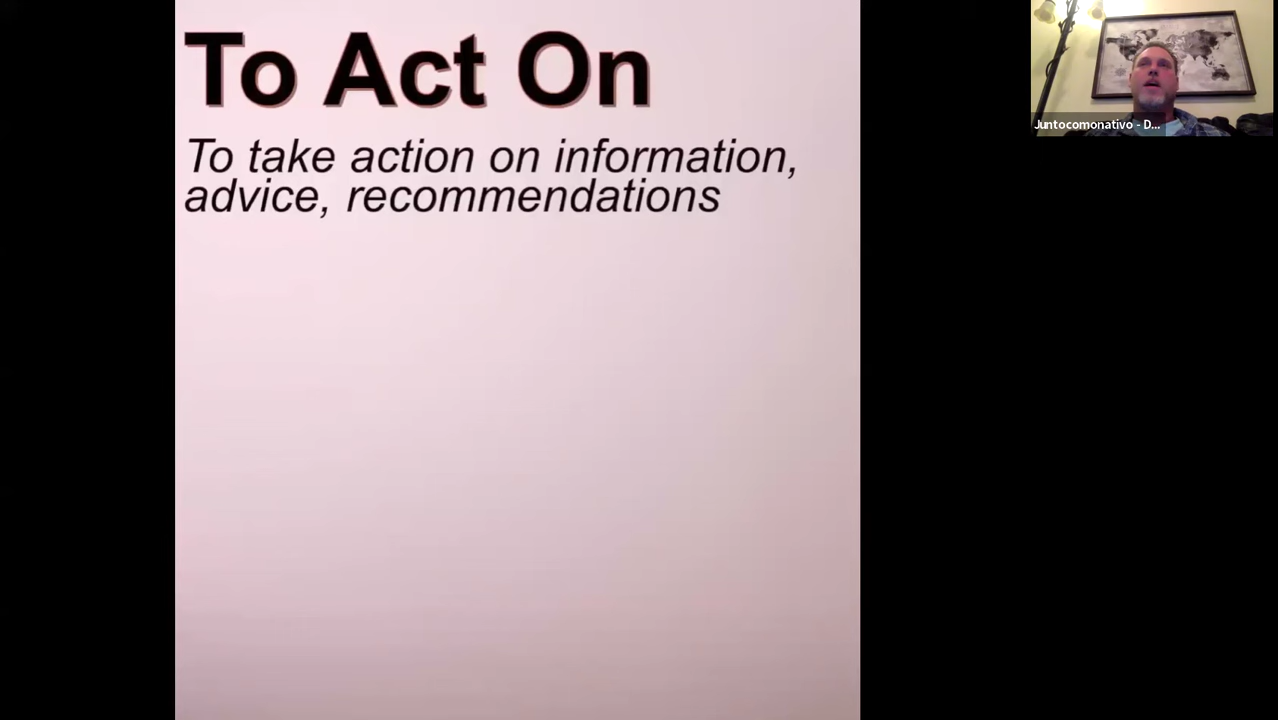 To Act On
To take action on information,
advice, recommendations
Juntocomonativo - D...